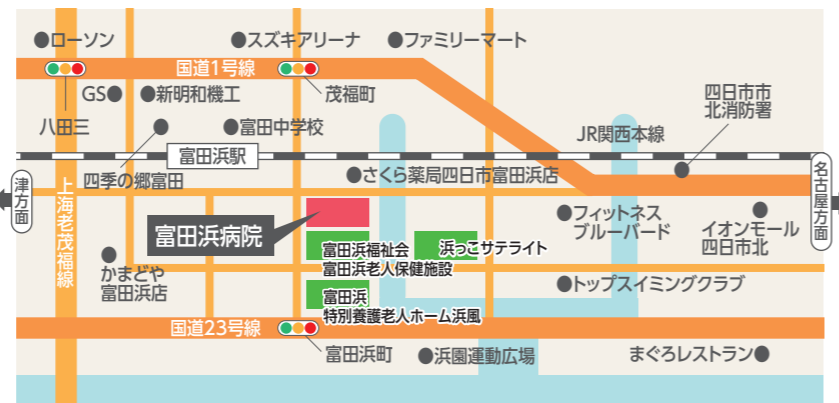 ローソン
スズキアリーナ
ファミリーマート
国道1号線
GS
新明和機工
茂福町
四日市市
北消防署
八田三
富田中学校
JR関西本線
富田浜駅
四季の郷富田
さくら薬局四日市富田浜店
津方面
名古屋方面
上海老茂福線
富田浜病院
フィットネス
ブルーバード
イオンモール
四日市北
富田浜福祉会
富田浜老人保健施設
浜っこサテライト
かまどや
富田浜店
トップスイミングクラブ
富田浜
特別養護老人ホーム浜風
国道23号線
富田浜町
浜園運動広場
まぐろレストラン